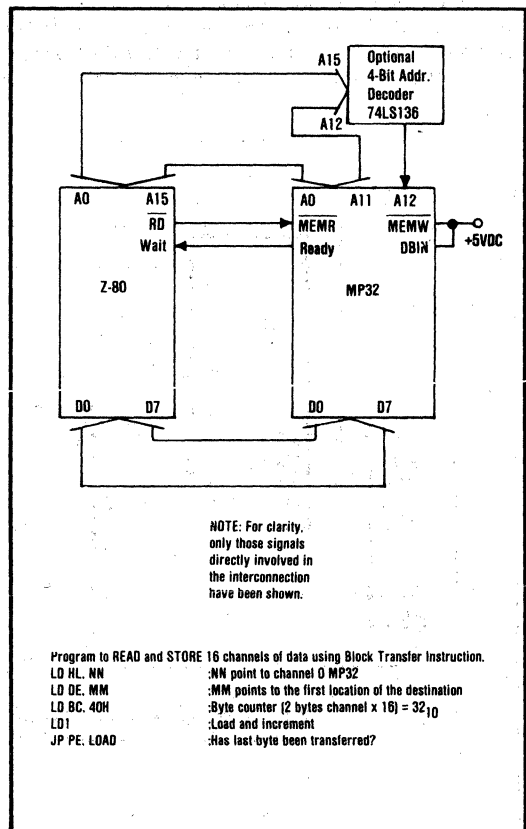 A15
Optional
4-Bit Addr.
Decoder
74LS136
A12
A0 A15
A0 A11 A12
RD
MEMR
MEMW
Wait
Ready
DBIN
+5VDC
Z-80
MP32
D0 D7
D0 D7
NOTE: For clarity,
only those signals
directly involved in
the interconnection
have been shown.
Program to READ and STORE 16 channels of data using Block Transfer Instruction.
LD HL, NN ;NN point to channel 0 MP32
LD DE, MM ;MM points to the first location of the destination
LD BC, 40H ;Byte counter (2 bytes channel x 16) = 32₁₀
LD1 ;Load and increment
JP PE, LOAD ;Has last byte been transferred?